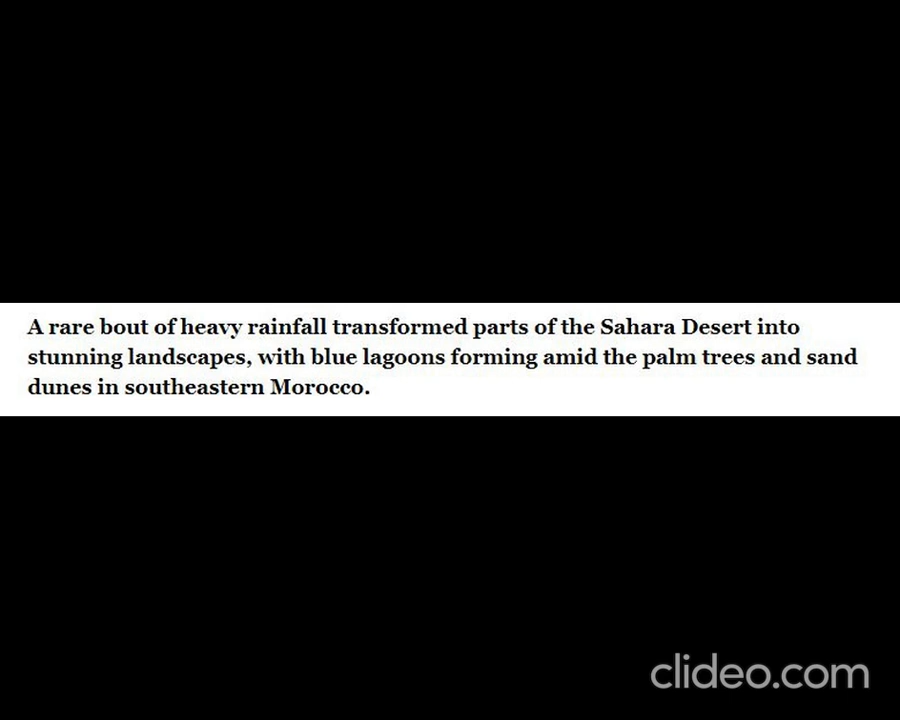 A rare bout of heavy rainfall transformed parts of the Sahara Desert into
stunning landscapes, with blue lagoons forming amid the palm trees and sand
dunes in southeastern Morocco.
clideo.com